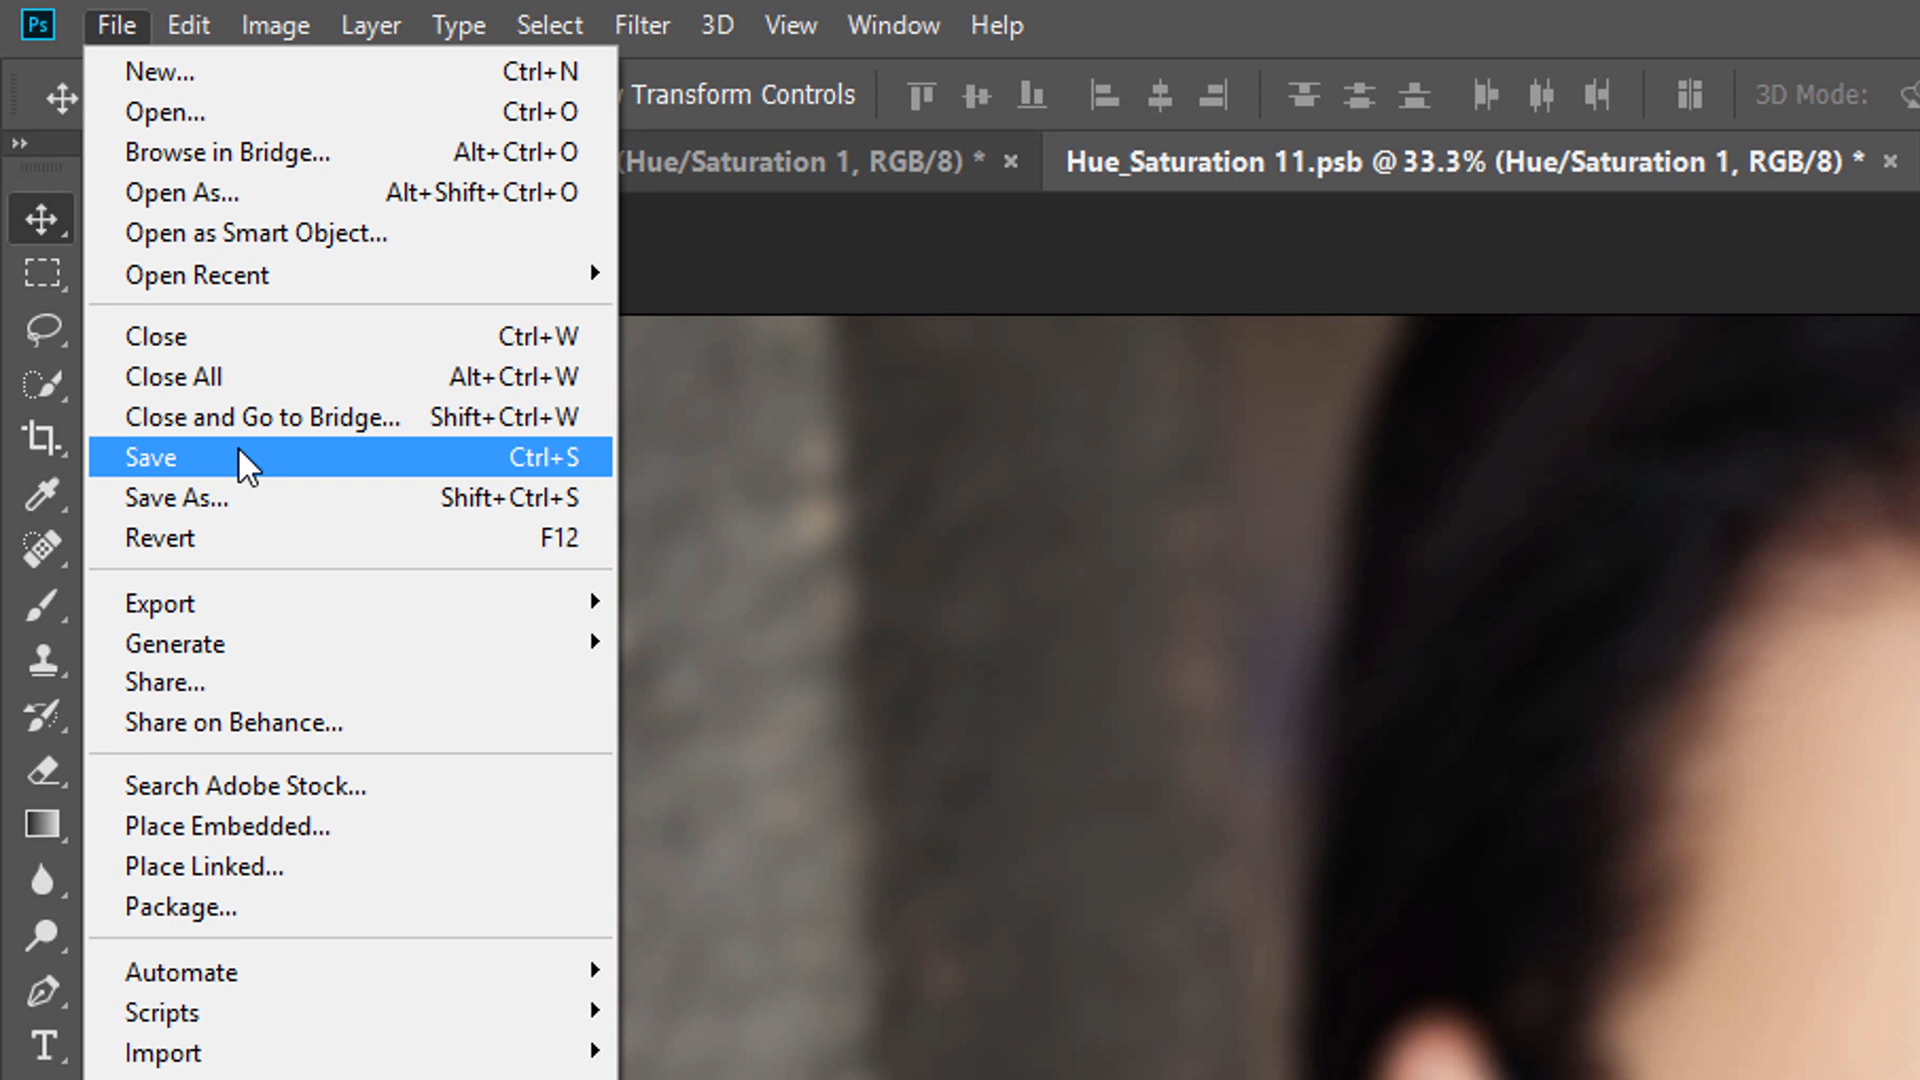 Ps File Edit Image Layer Type Select Filter 3D View Window Help
Transform Controls 3D Mode:
(Hue/Saturation 1, RGB/8) * × Hue_Saturation 11.psb @ 33.3% (Hue/Saturation 1, RGB/8) * ×
New... Ctrl+N
Open... Ctrl+O
Browse in Bridge... Alt+Ctrl+O
Open As... Alt+Shift+Ctrl+O
Open as Smart Object...
Open Recent
Close Ctrl+W
Close All Alt+Ctrl+W
Close and Go to Bridge... Shift+Ctrl+W
Save Ctrl+S
Save As... Shift+Ctrl+S
Revert F12
Export
Generate
Share...
Share on Behance...
Search Adobe Stock...
Place Embedded...
Place Linked...
Package...
Automate
Scripts
Import